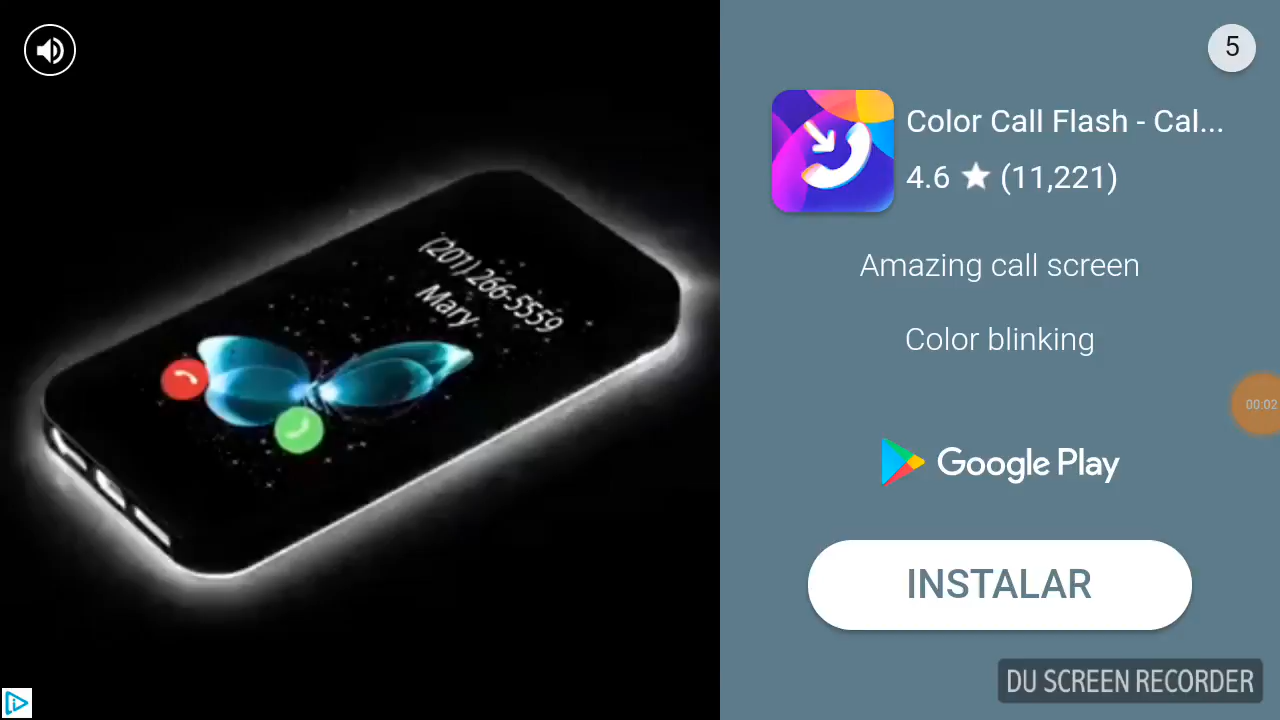 5
Color Call Flash - Cal...
4.6 ★ (11,221)
(201) 266-5559
Mary
Amazing call screen
Color blinking
00:02
Google Play
INSTALAR
DU SCREEN RECORDER